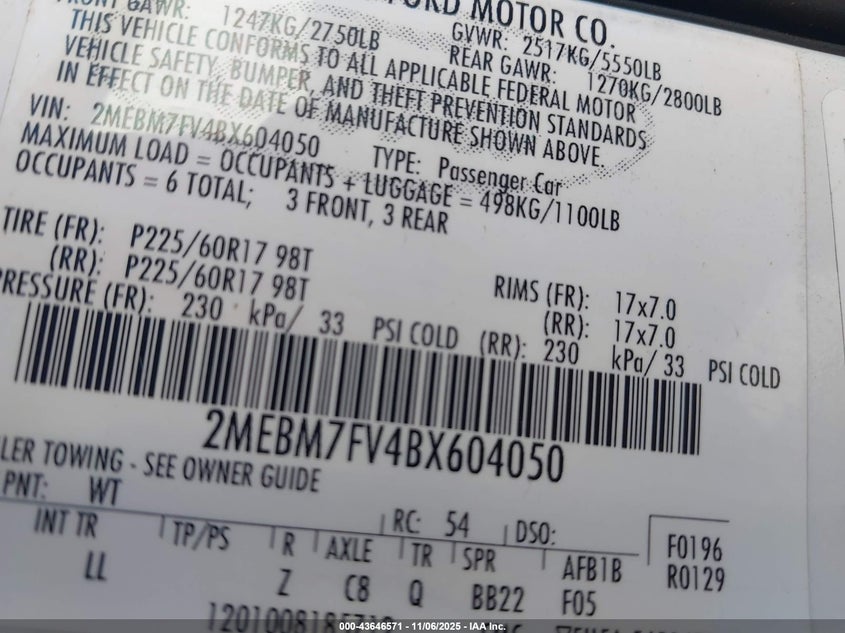 FORD MOTOR CO.
FRONT GAWR: 1247KG/2750LB GVWR: 2517KG/5550LB
REAR GAWR: 1270KG/2800LB
THIS VEHICLE CONFORMS TO ALL APPLICABLE FEDERAL MOTOR
VEHICLE SAFETY, BUMPER, AND THEFT PREVENTION STANDARDS
IN EFFECT ON THE DATE OF MANUFACTURE SHOWN ABOVE.
VIN: 2MEBM7FV4BX604050 TYPE: Passenger Car
MAXIMUM LOAD = OCCUPANTS + LUGGAGE = 498KG/1100LB
OCCUPANTS = 6 TOTAL; 3 FRONT, 3 REAR
TIRE (FR): P225/60R17 98T RIMS (FR): 17x7.0
(RR): P225/60R17 98T (RR): 17x7.0
PRESSURE (FR): 230 kPa/ 33 PSI COLD (RR): 230 kPa/ 33 PSI COLD
2MEBM7FV4BX604050
LER TOWING - SEE OWNER GUIDE
PNT: WT RC: 54 DSO: F0196
INT TR TP/PS R AXLE TR SPR AFB1B R0129
LL Z C8 Q BB22 F05
000-43646571 - 11/06/2025 - IAA Inc.